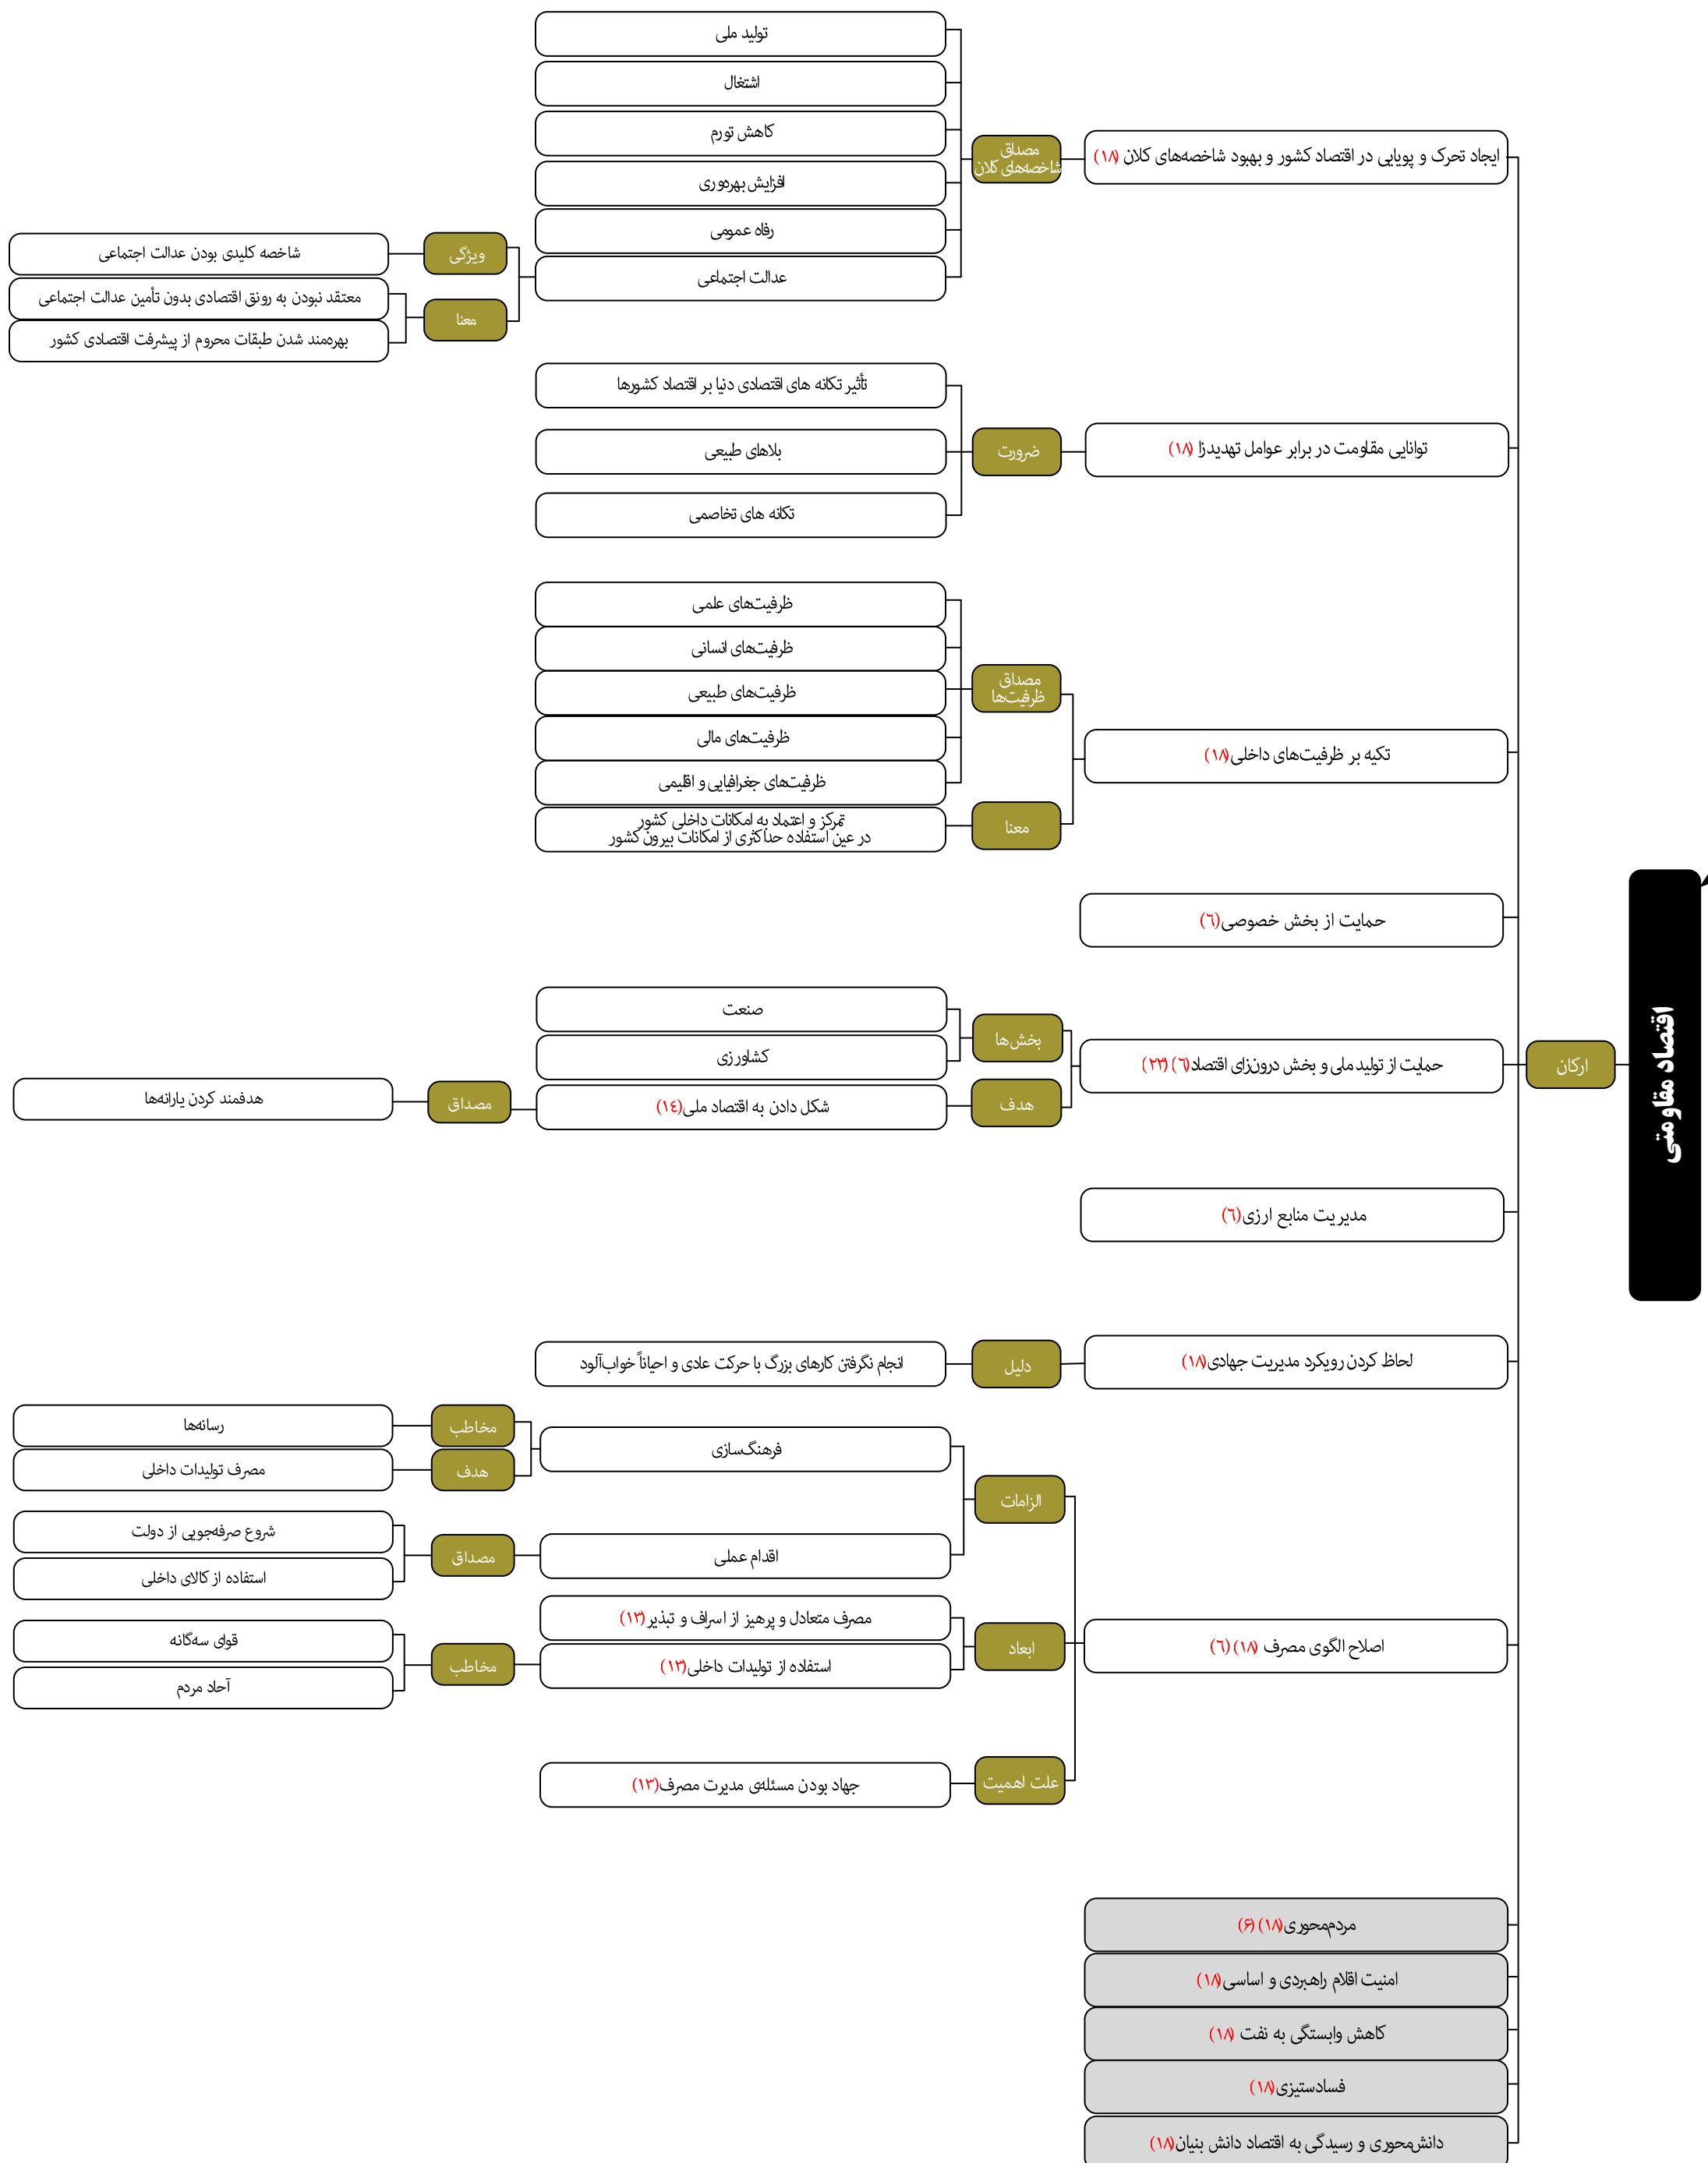 اقتصاد مقاومتی
ارکان
ایجاد تحرک و پویایی در اقتصاد کشور و بهبود شاخصه‌های کلان (۱۸)
مصداق
شاخصه‌های کلان
تولید ملی
اشتغال
کاهش تورم
افزایش بهره‌وری
رفاه عمومی
عدالت اجتماعی
ویژگی
شاخصه کلیدی بودن عدالت اجتماعی
معنا
معتقد نبودن به رونق اقتصادی بدون تأمین عدالت اجتماعی
بهره‌مند شدن طبقات محروم از پیشرفت اقتصادی کشور
توانایی مقاومت در برابر عوامل تهدیدزا (۱۸)
ضرورت
تأثیر تکانه های اقتصادی دنیا بر اقتصاد کشورها
بلاهای طبیعی
تکانه های تخاصمی
تکیه بر ظرفیت‌های داخلی(۱۸)
مصداق
ظرفیت‌ها
ظرفیت‌های علمی
ظرفیت‌های انسانی
ظرفیت‌های طبیعی
ظرفیت‌های مالی
ظرفیت‌های جغرافیایی و اقلیمی
معنا
تمرکز و اعتماد به امکانات داخلی کشور
در عین استفاده حداکثری از امکانات بیرون کشور
حمایت از بخش خصوصی(٦)
حمایت از تولید ملی و بخش درون‌زای اقتصاد(٦) (۲۳)
بخش‌ها
صنعت
کشاورزی
هدف
شکل دادن به اقتصاد ملی(١٤)
مصداق
هدفمند کردن یارانه‌ها
مدیریت منابع ارزی(٦)
لحاظ کردن رویکرد مدیریت جهادی(۱۸)
دلیل
انجام نگرفتن کارهای بزرگ با حرکت عادی و احیاناً خواب‌آلود
اصلاح الگوی مصرف (۱۸) (٦)
الزامات
فرهنگ‌سازی
مخاطب
رسانه‌ها
هدف
مصرف تولیدات داخلی
اقدام عملی
مصداق
شروع صرفه‌جویی از دولت
استفاده از کالای داخلی
ابعاد
مصرف متعادل و پرهیز از اسراف و تبذیر(۱۳)
استفاده از تولیدات داخلی(۱۳)
مخاطب
قوای سه‌گانه
آحاد مردم
علت اهمیت
جهاد بودن مسئله‌ی مدیرت مصرف(۱۳)
مردم‌محوری(۱۸) (۶)
امنیت اقلام راهبردی و اساسی(۱۸)
کاهش وابستگی به نفت (۱۸)
فسادستیزی(۱۸)
دانش‌محوری و رسیدگی به اقتصاد دانش بنیان(۱۸)